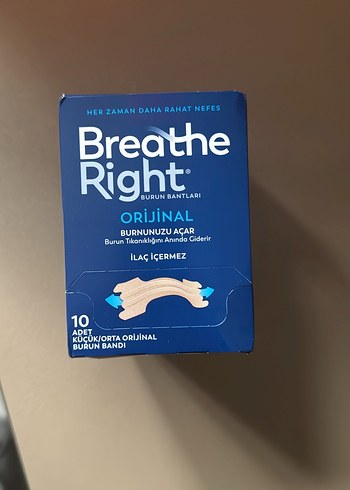 HER ZAMAN DAHA RAHAT NEFES
Breathe
Right®
BURUN BANTLARI
ORİJİNAL
BURNUNUZU AÇAR
Burun Tıkanıklığını Anında Giderir
İLAÇ İÇERMEZ
10
ADET
KÜÇÜK/ORTA ORİJİNAL
BURUN BANDI